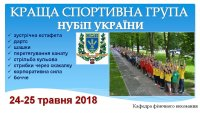 КРАЩА СПОРТИВНА ГРУПА
НУБіП УКРАЇНИ
✓ зустрічна естафета
✓ дартс
✓ шашки
✓ перетягування канату
✓ стрільба кульова
✓ стрибки через скакалку
✓ корпоративна сила
✓ бочче
24-25 травня 2018
Кафедра фізичного виховання